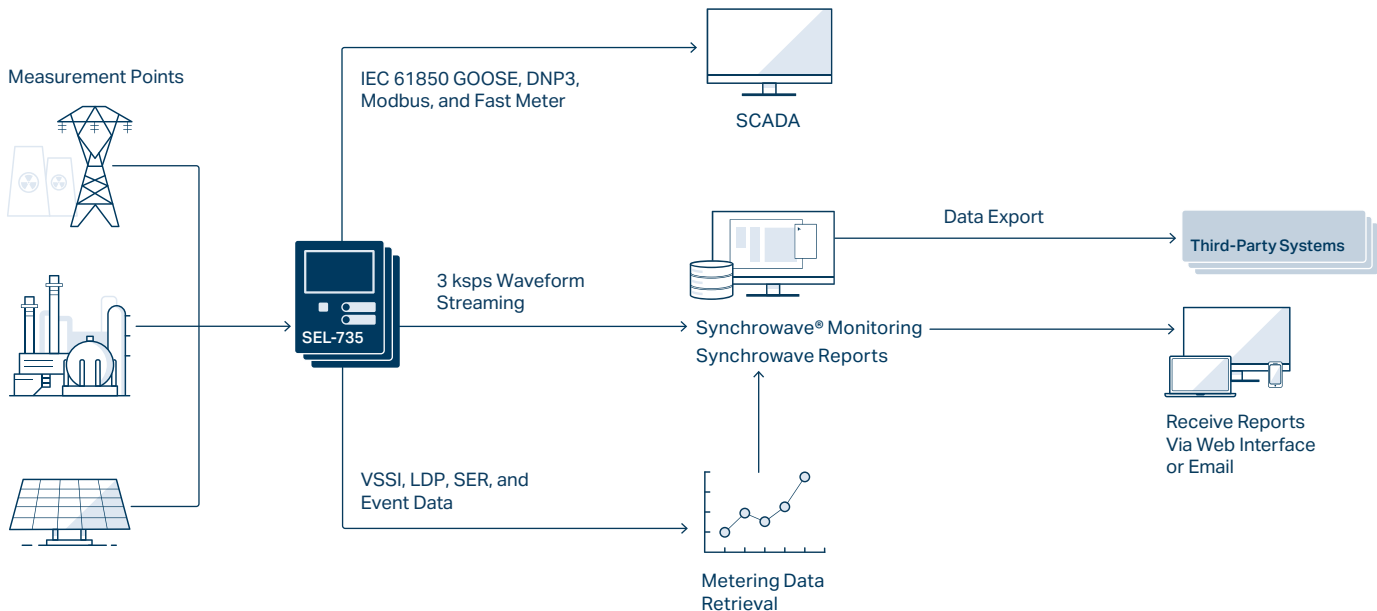 Measurement Points
IEC 61850 GOOSE, DNP3,
Modbus, and Fast Meter
SCADA
Data Export
Third-Party Systems
SEL-735
3 ksps Waveform
Streaming
Synchrowave® Monitoring
Synchrowave Reports
Receive Reports
Via Web Interface
or Email
VSSI, LDP, SER, and
Event Data
Metering Data
Retrieval